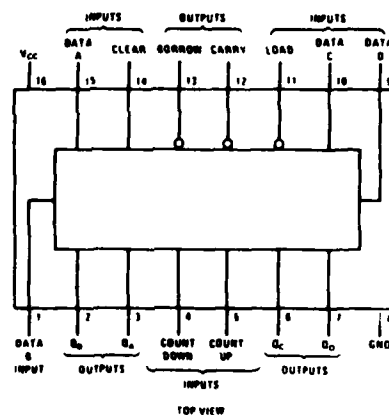 INPUTS OUTPUTS INPUTS
DATA DATA DATA
VCC A CLEAR BORROW CARRY LOAD C D
16 15 14 13 12 11 10 9
1 2 3 4 5 6 7
DATA QB QA COUNT COUNT QC QD GND
B DOWN UP
INPUT OUTPUTS OUTPUTS
INPUTS
TOP VIEW